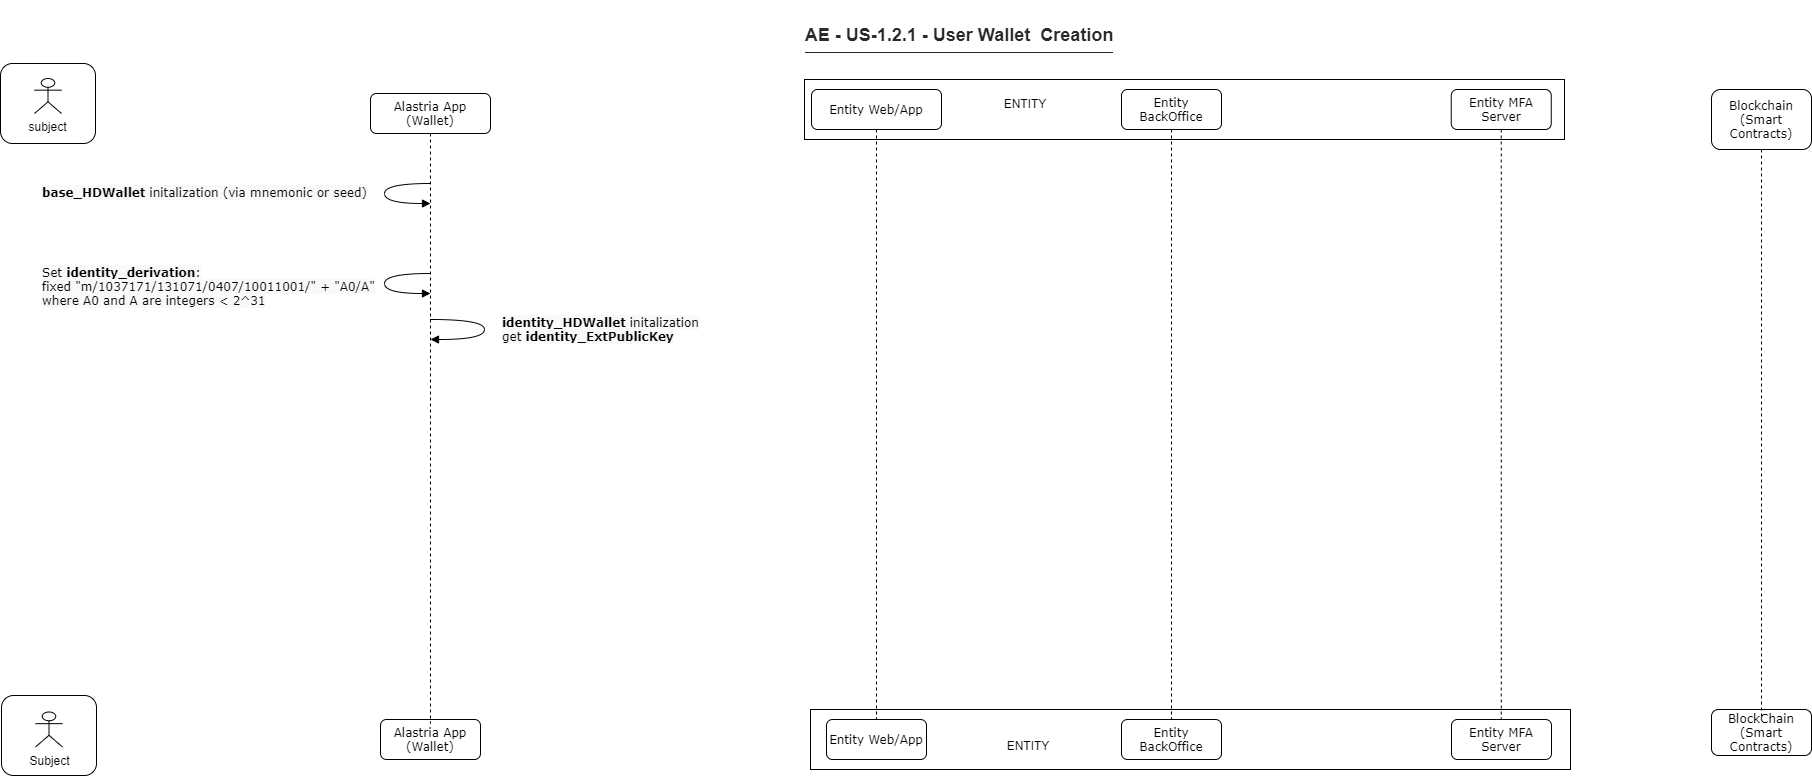 AE - US-1.2.1 - User Wallet  Creation
subject
Alastria App
(Wallet)
Entity Web/App
ENTITY
Entity
BackOffice
Entity MFA
Server
Blockchain
(Smart
Contracts)
base_HDWallet initalization (via mnemonic or seed)
Set identity_derivation:
fixed "m/1037171/131071/0407/10011001/" + "A0/A"
where A0 and A are integers < 2^31
identity_HDWallet initalization
get identity_ExtPublicKey
Subject
Alastria App
(Wallet)
Entity Web/App
ENTITY
Entity
BackOffice
Entity MFA
Server
BlockChain
(Smart
Contracts)